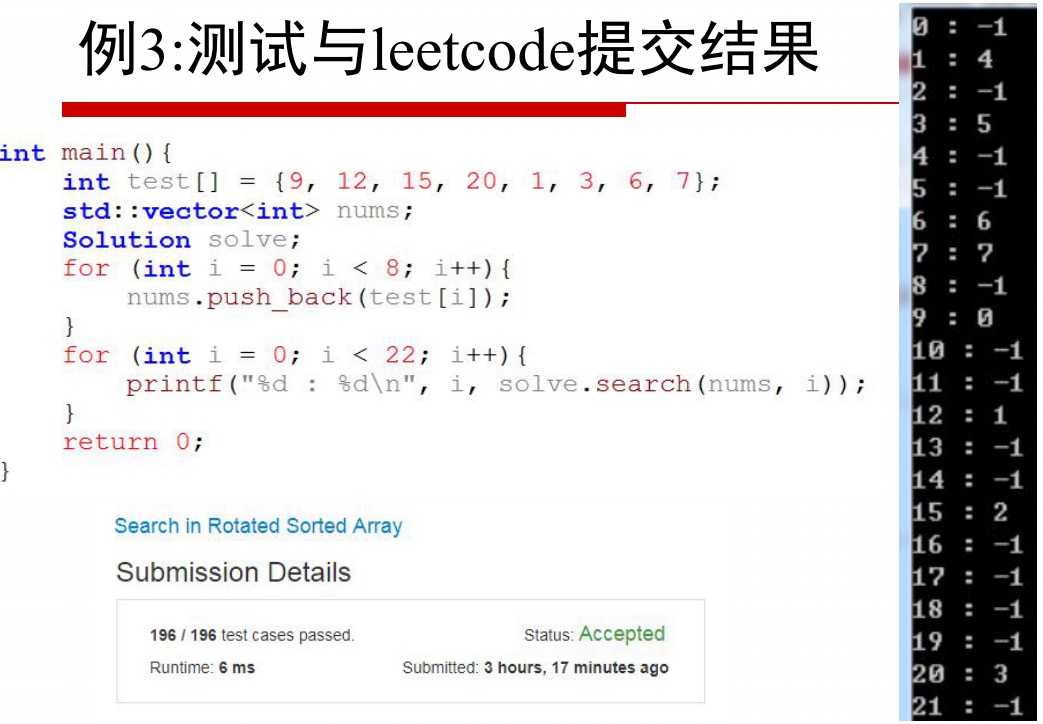 例3:测试与leetcode提交结果
int main(){
int test[] = {9, 12, 15, 20, 1, 3, 6, 7};
std::vector<int> nums;
Solution solve;
for (int i = 0; i < 8; i++){
nums.push_back(test[i]);
}
for (int i = 0; i < 22; i++){
printf("%d : %d\n", i, solve.search(nums, i));
}
return 0;
}
Search in Rotated Sorted Array
Submission Details
196 / 196 test cases passed. Status: Accepted
Runtime: 6 ms Submitted: 3 hours, 17 minutes ago
0 : -1
1 : 4
2 : -1
3 : 5
4 : -1
5 : -1
6 : 6
7 : 7
8 : -1
9 : 0
10 : -1
11 : -1
12 : 1
13 : -1
14 : -1
15 : 2
16 : -1
17 : -1
18 : -1
19 : -1
20 : 3
21 : -1